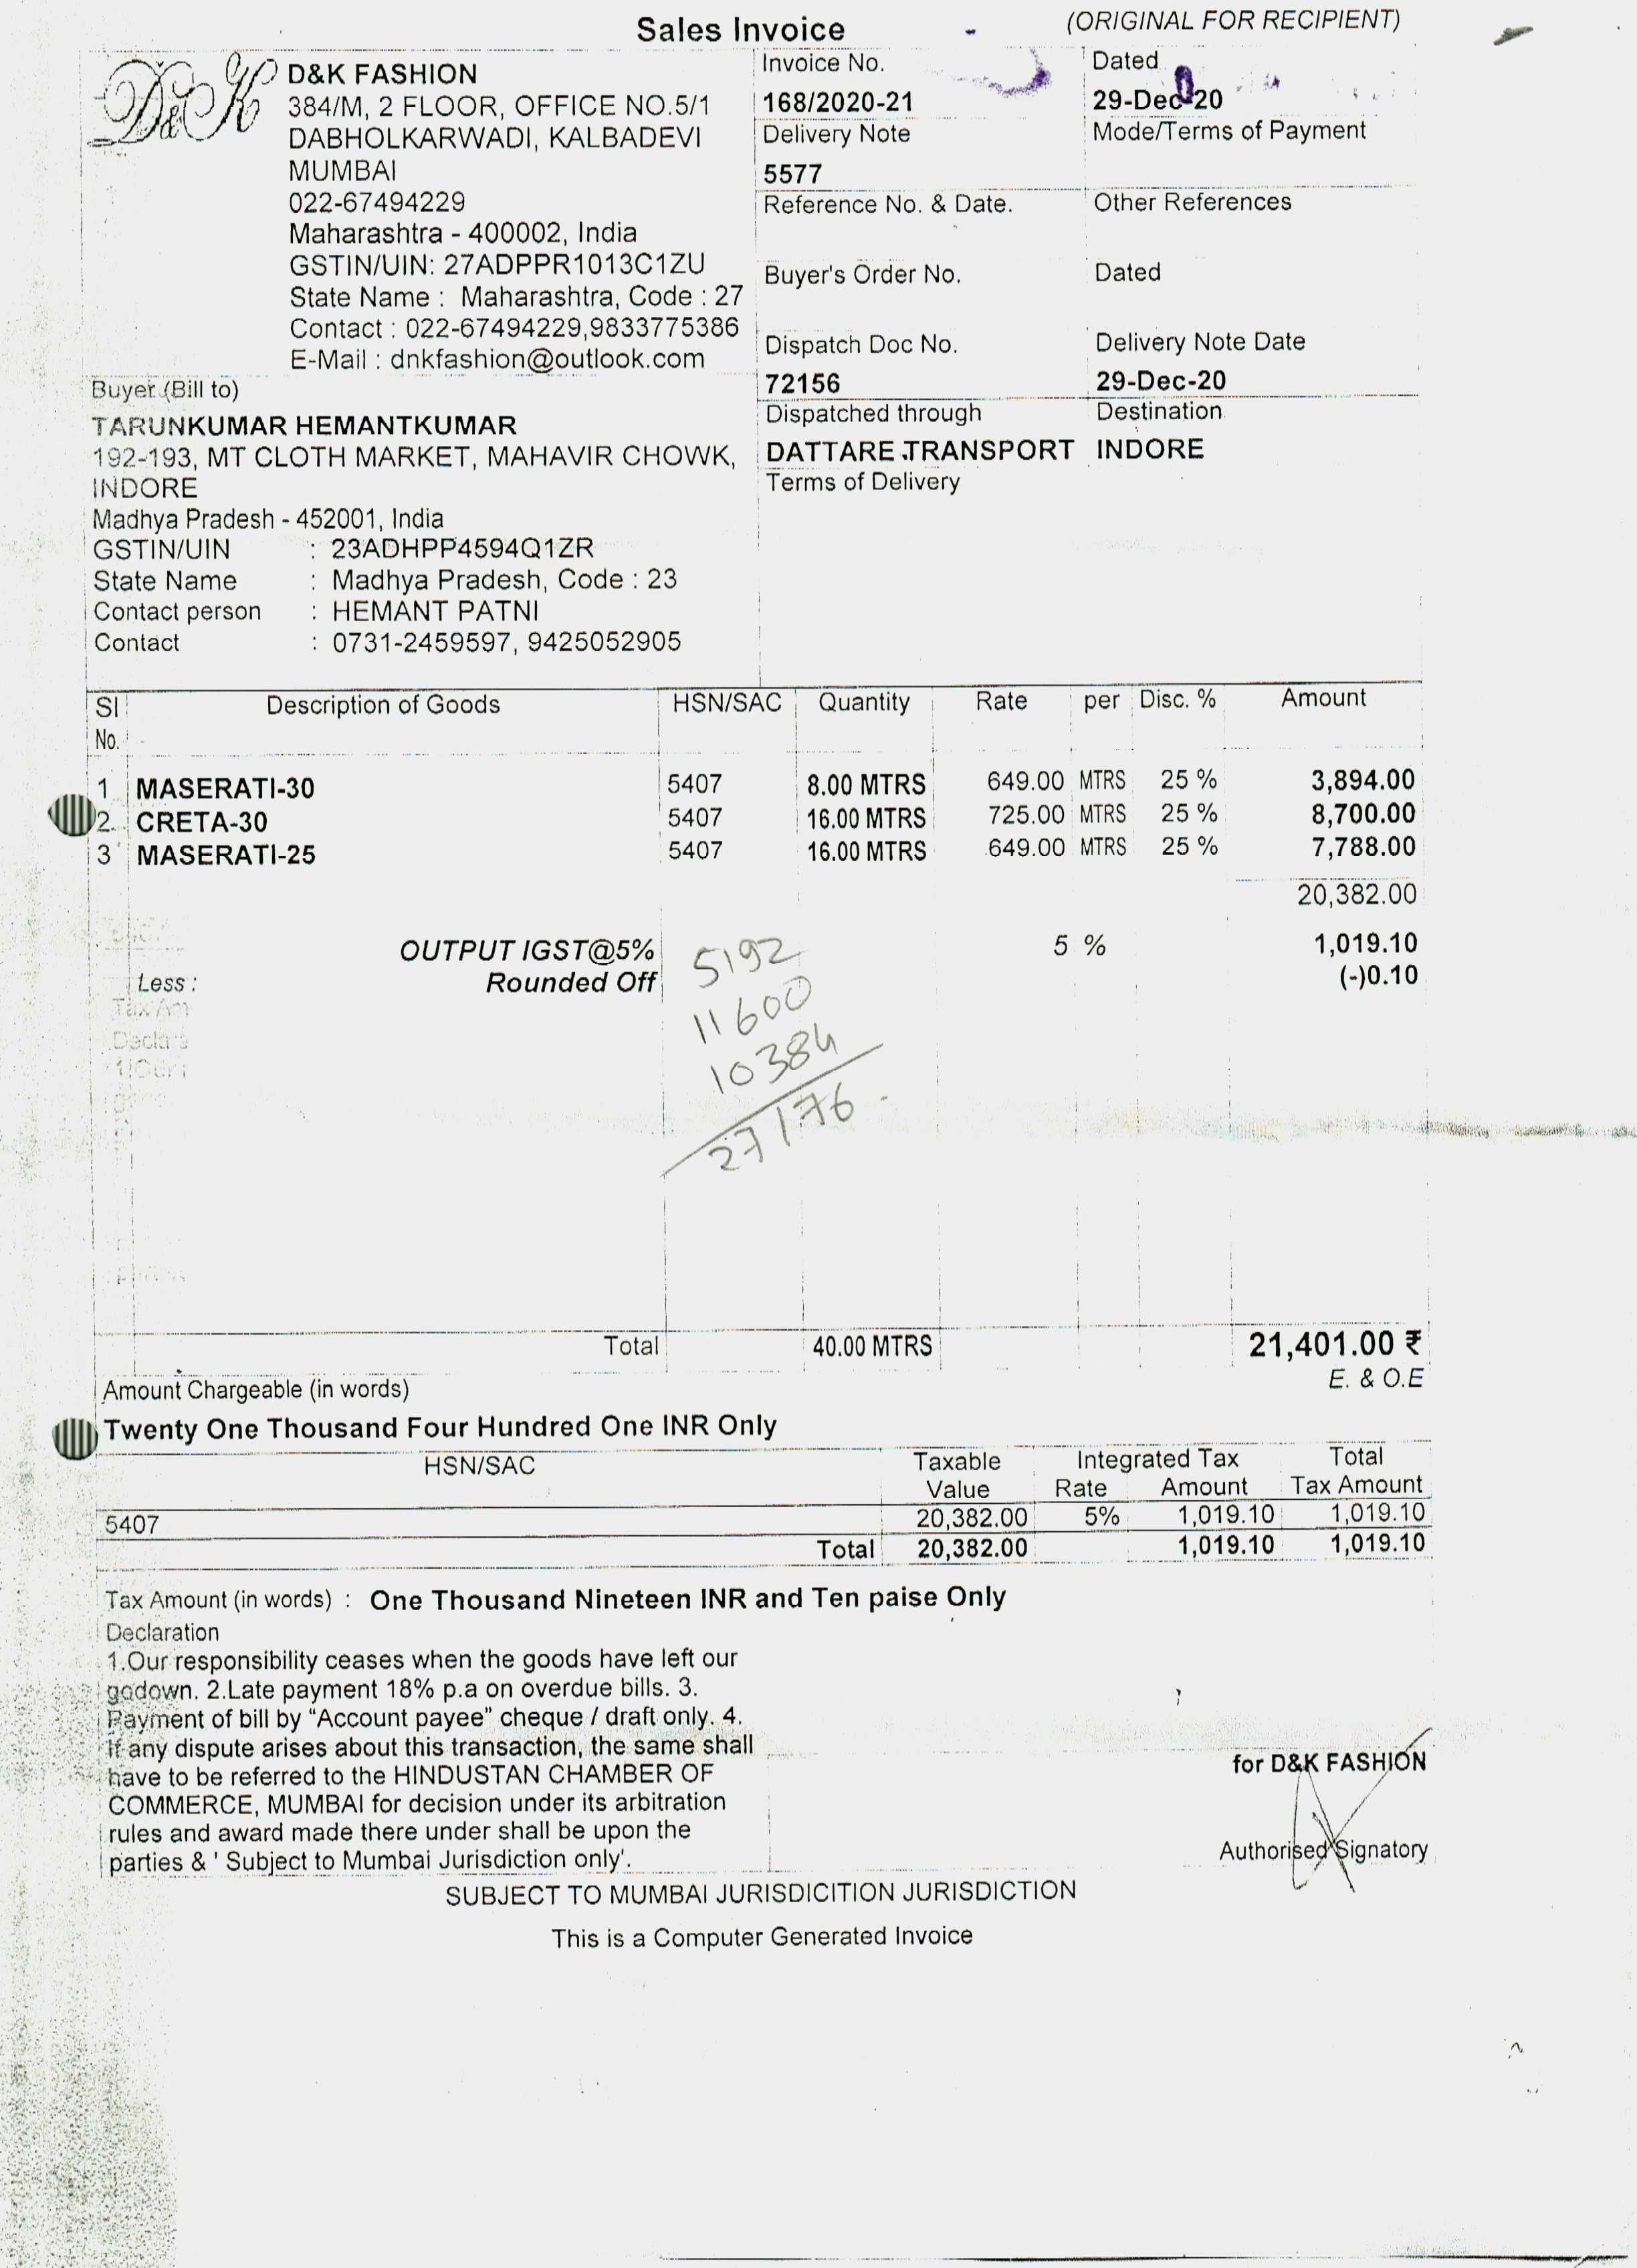 Sales Invoice
(ORIGINAL FOR RECIPIENT)
D&K
D&K FASHION
384/M, 2 FLOOR, OFFICE NO.5/1
DABHOLKARWADI, KALBADEVI
MUMBAI
022-67494229
Maharashtra - 400002, India
GSTIN/UIN: 27ADPPR1013C1ZU
State Name : Maharashtra, Code : 27
Contact : 022-67494229,9833775386
E-Mail : dnkfashion@outlook.com
Invoice No.
168/2020-21
Dated
29-Dec-20
Delivery Note
5577
Mode/Terms of Payment
Reference No. & Date.
Other References
Buyer's Order No.
Dated
Dispatch Doc No.
72156
Delivery Note Date
29-Dec-20
Dispatched through
DATTARE TRANSPORT
Destination
INDORE
Terms of Delivery
Buyer (Bill to)
TARUNKUMAR HEMANTKUMAR
192-193, MT CLOTH MARKET, MAHAVIR CHOWK,
INDORE
Madhya Pradesh - 452001, India
GSTIN/UIN : 23ADHPP4594Q1ZR
State Name : Madhya Pradesh, Code : 23
Contact person : HEMANT PATNI
Contact : 0731-2459597, 9425052905
Sl No. Description of Goods HSN/SAC Quantity Rate per Disc. % Amount
1 MASERATI-30 5407 8.00 MTRS 649.00 MTRS 25 % 3,894.00
2 CRETA-30 5407 16.00 MTRS 725.00 MTRS 25 % 8,700.00
3 MASERATI-25 5407 16.00 MTRS 649.00 MTRS 25 % 7,788.00
20,382.00
OUTPUT IGST@5% 5 % 1,019.10
Less : Rounded Off (-)0.10
5192
11600
10384
27176
Total 40.00 MTRS 21,401.00 ₹
Amount Chargeable (in words) E. & O.E
Twenty One Thousand Four Hundred One INR Only
HSN/SAC Taxable Value Integrated Tax Rate Amount Total Tax Amount
5407 20,382.00 5% 1,019.10 1,019.10
Total 20,382.00 1,019.10 1,019.10
Tax Amount (in words) : One Thousand Nineteen INR and Ten paise Only
Declaration
1.Our responsibility ceases when the goods have left our
godown. 2.Late payment 18% p.a on overdue bills. 3.
Payment of bill by “Account payee” cheque / draft only. 4.
If any dispute arises about this transaction, the same shall
have to be referred to the HINDUSTAN CHAMBER OF
COMMERCE, MUMBAI for decision under its arbitration
rules and award made there under shall be upon the
parties & ' Subject to Mumbai Jurisdiction only'.
for D&K FASHION
Authorised Signatory
SUBJECT TO MUMBAI JURISDICITION JURISDICTION
This is a Computer Generated Invoice